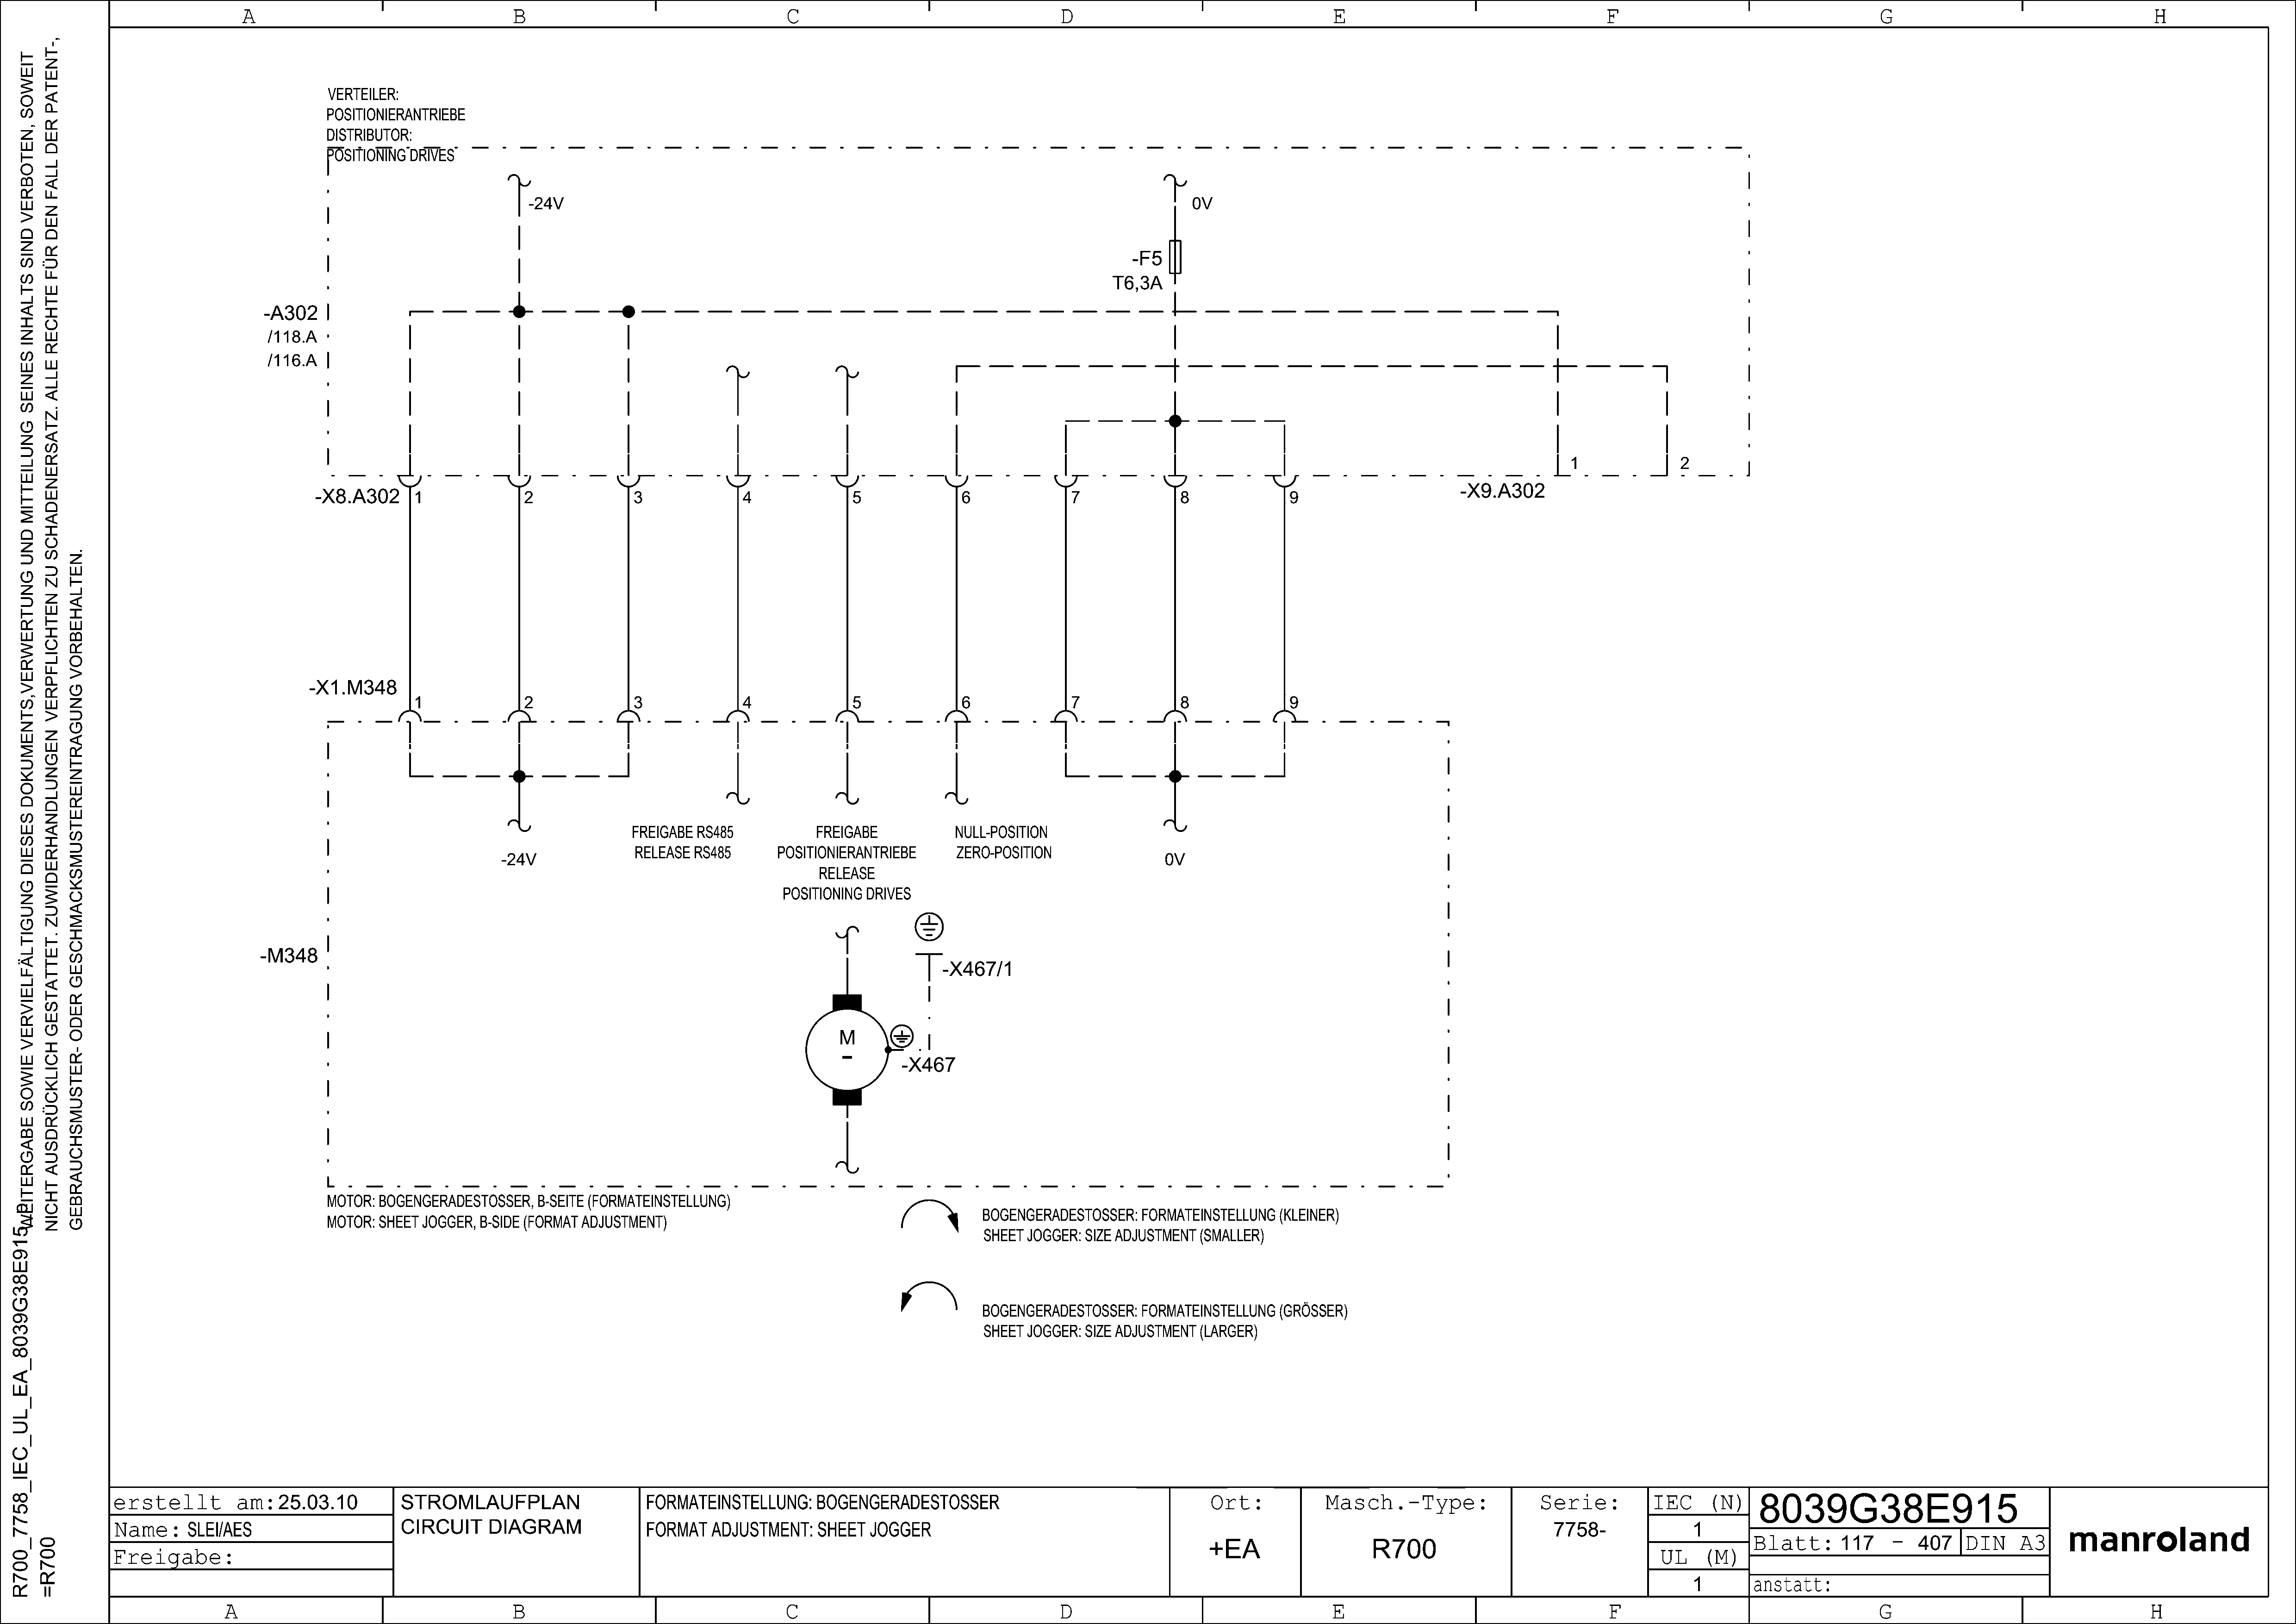 A B C D E F G H
WEITERGABE SOWIE VERVIELFÄLTIGUNG DIESES DOKUMENTS,VERWERTUNG UND MITTEILUNG SEINES INHALTS SIND VERBOTEN, SOWEIT
NICHT AUSDRÜCKLICH GESTATTET. ZUWIDERHANDLUNGEN VERPFLICHTEN ZU SCHADENERSATZ. ALLE RECHTE FÜR DEN FALL DER PATENT-,
GEBRAUCHSMUSTER- ODER GESCHMACKSMUSTEREINTRAGUNG VORBEHALTEN.
VERTEILER:
POSITIONIERANTRIEBE
DISTRIBUTOR:
POSITIONING DRIVES
-24V
0V
-F5
T6,3A
-A302
/118.A
/116.A
1 2
-X8.A302 1 2 3 4 5 6 7 8 9 -X9.A302
-X1.M348 1 2 3 4 5 6 7 8 9
-24V
FREIGABE RS485
RELEASE RS485
FREIGABE
POSITIONIERANTRIEBE
RELEASE
POSITIONING DRIVES
NULL-POSITION
ZERO-POSITION
0V
-M348
-X467/1
M
-
-X467
MOTOR: BOGENGERADESTOSSER, B-SEITE (FORMATEINSTELLUNG)
MOTOR: SHEET JOGGER, B-SIDE (FORMAT ADJUSTMENT)
BOGENGERADESTOSSER: FORMATEINSTELLUNG (KLEINER)
SHEET JOGGER: SIZE ADJUSTMENT (SMALLER)
BOGENGERADESTOSSER: FORMATEINSTELLUNG (GRÖSSER)
SHEET JOGGER: SIZE ADJUSTMENT (LARGER)
=R700
erstellt am: 25.03.10
Name: SLEI/AES
Freigabe:
STROMLAUFPLAN
CIRCUIT DIAGRAM
FORMATEINSTELLUNG: BOGENGERADESTOSSER
FORMAT ADJUSTMENT: SHEET JOGGER
Ort:
+EA
Masch.-Type:
R700
Serie:
7758-
IEC (N)
1
UL (M)
1
8039G38E915
Blatt: 117 - 407 DIN A3
anstatt:
manroland
A B C D E F G H